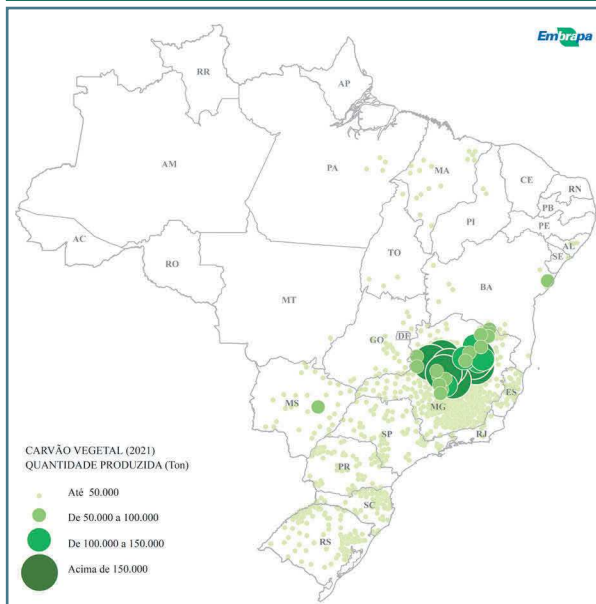 Embrapa
RR
AP
AM
PA
MA
CE
RN
PB
PI
PE
AL
SE
AC
RO
TO
BA
MT
GO
DF
MS
MG
ES
SP
RJ
PR
SC
RS
CARVÃO VEGETAL (2021)
QUANTIDADE PRODUZIDA (Ton)
Até 50.000
De 50.000 a 100.000
De 100.000 a 150.000
Acima de 150.000